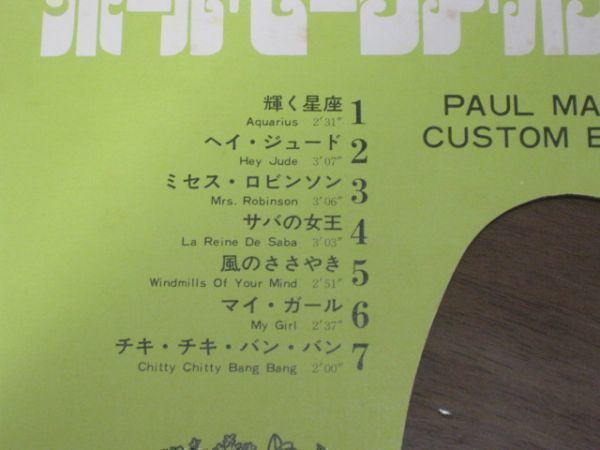 輝く星座 1
Aquarius 2'31"
ヘイ・ジュード 2
Hey Jude 3'07"
ミセス・ロビンソン 3
Mrs. Robinson 3'06"
サバの女王 4
La Reine De Saba 3'03"
風のささやき 5
Windmills Of Your Mind 2'51"
マイ・ガール 6
My Girl 2'37"
チキ・チキ・バン・バン 7
Chitty Chitty Bang Bang 2'00"
PAUL MA
CUSTOM E